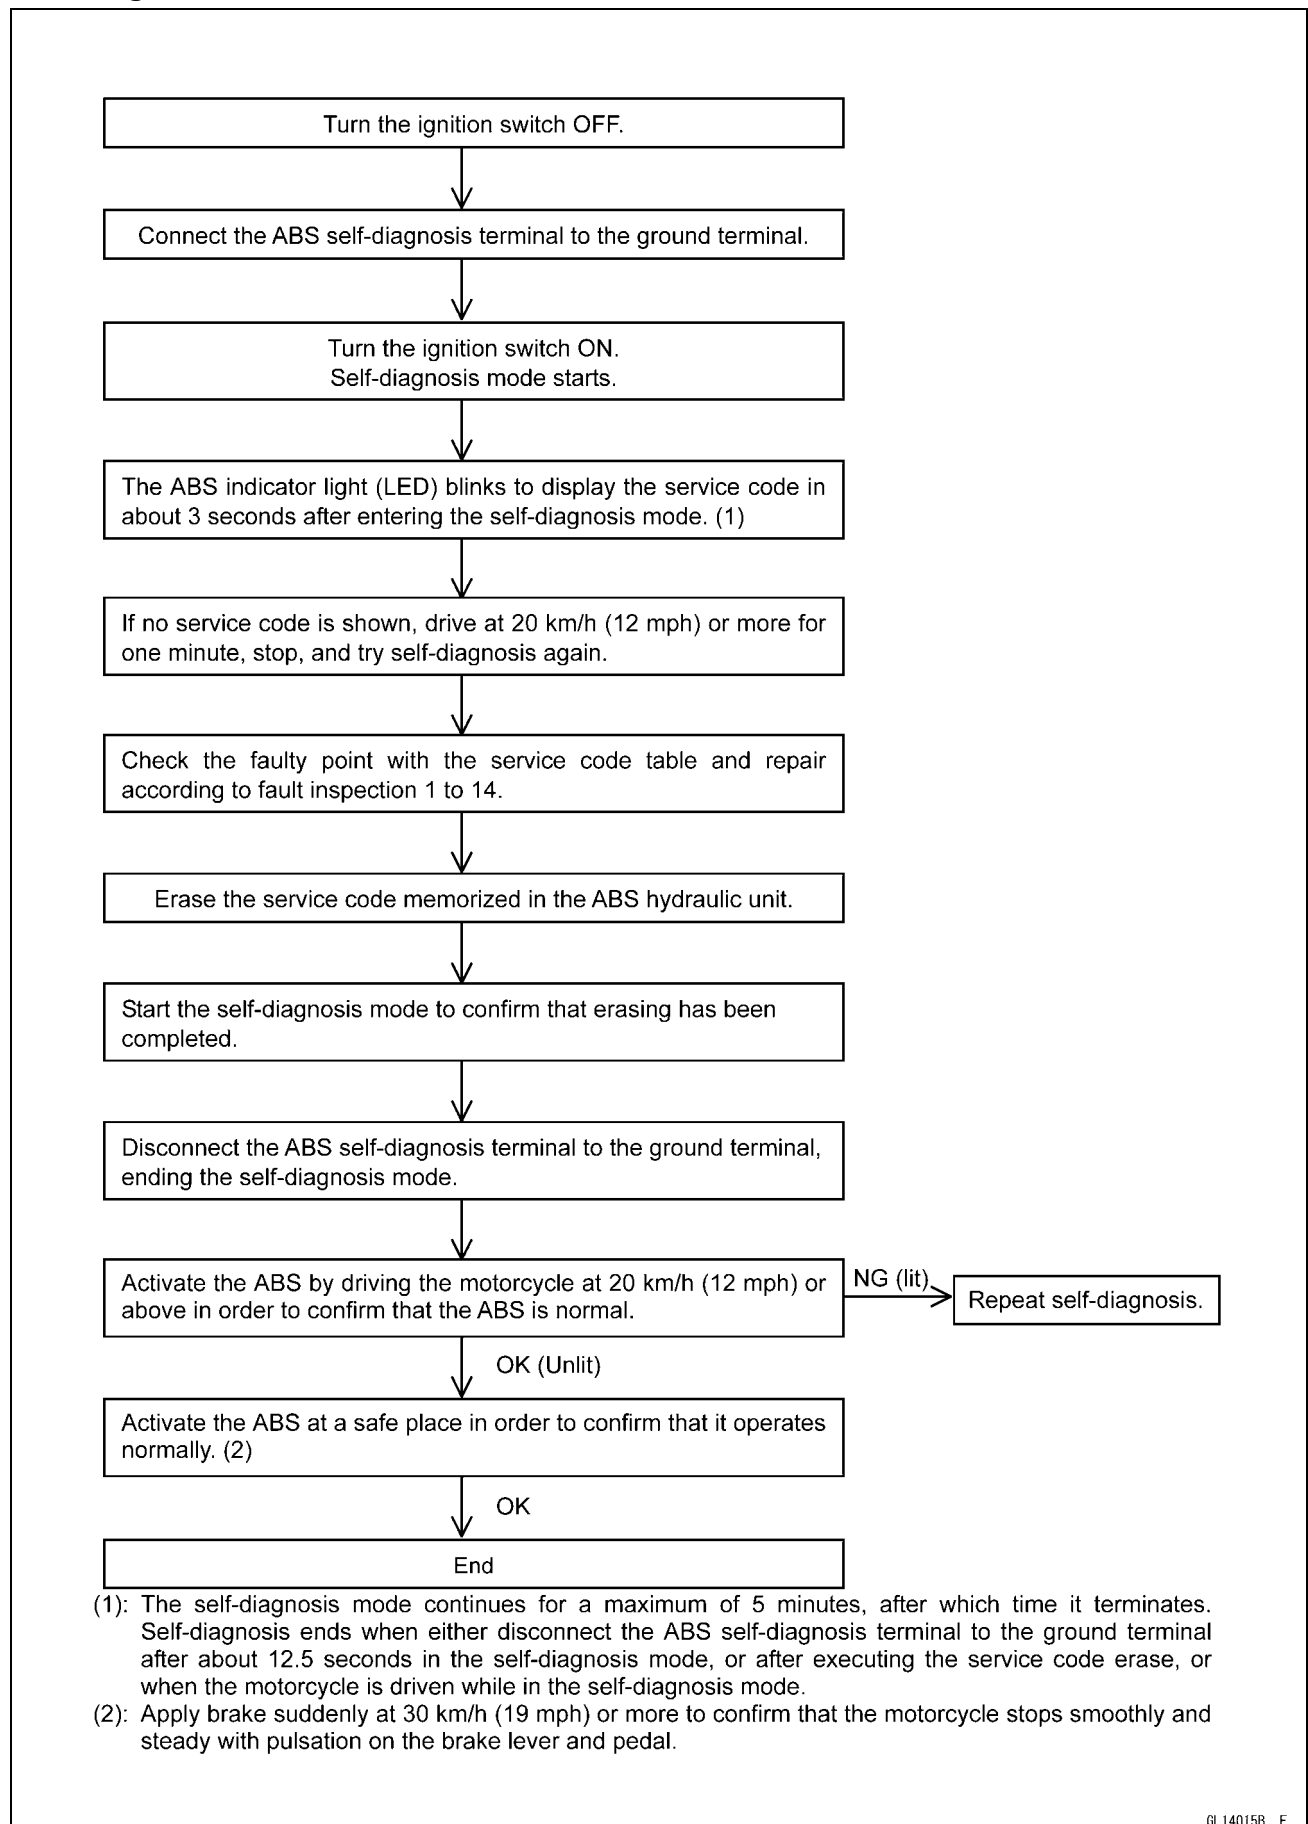 Turn the ignition switch OFF.
Connect the ABS self-diagnosis terminal to the ground terminal.
Turn the ignition switch ON.
Self-diagnosis mode starts.
The ABS indicator light (LED) blinks to display the service code in
about 3 seconds after entering the self-diagnosis mode. (1)
If no service code is shown, drive at 20 km/h (12 mph) or more for
one minute, stop, and try self-diagnosis again.
Check the faulty point with the service code table and repair
according to fault inspection 1 to 14.
Erase the service code memorized in the ABS hydraulic unit.
Start the self-diagnosis mode to confirm that erasing has been
completed.
Disconnect the ABS self-diagnosis terminal to the ground terminal,
ending the self-diagnosis mode.
Activate the ABS by driving the motorcycle at 20 km/h (12 mph) or
above in order to confirm that the ABS is normal.
NG (lit)
Repeat self-diagnosis.
OK (Unlit)
Activate the ABS at a safe place in order to confirm that it operates
normally. (2)
OK
End
(1): The self-diagnosis mode continues for a maximum of 5 minutes, after which time it terminates.
Self-diagnosis ends when either disconnect the ABS self-diagnosis terminal to the ground terminal
after about 12.5 seconds in the self-diagnosis mode, or after executing the service code erase, or
when the motorcycle is driven while in the self-diagnosis mode.
(2): Apply brake suddenly at 30 km/h (19 mph) or more to confirm that the motorcycle stops smoothly and
steady with pulsation on the brake lever and pedal.